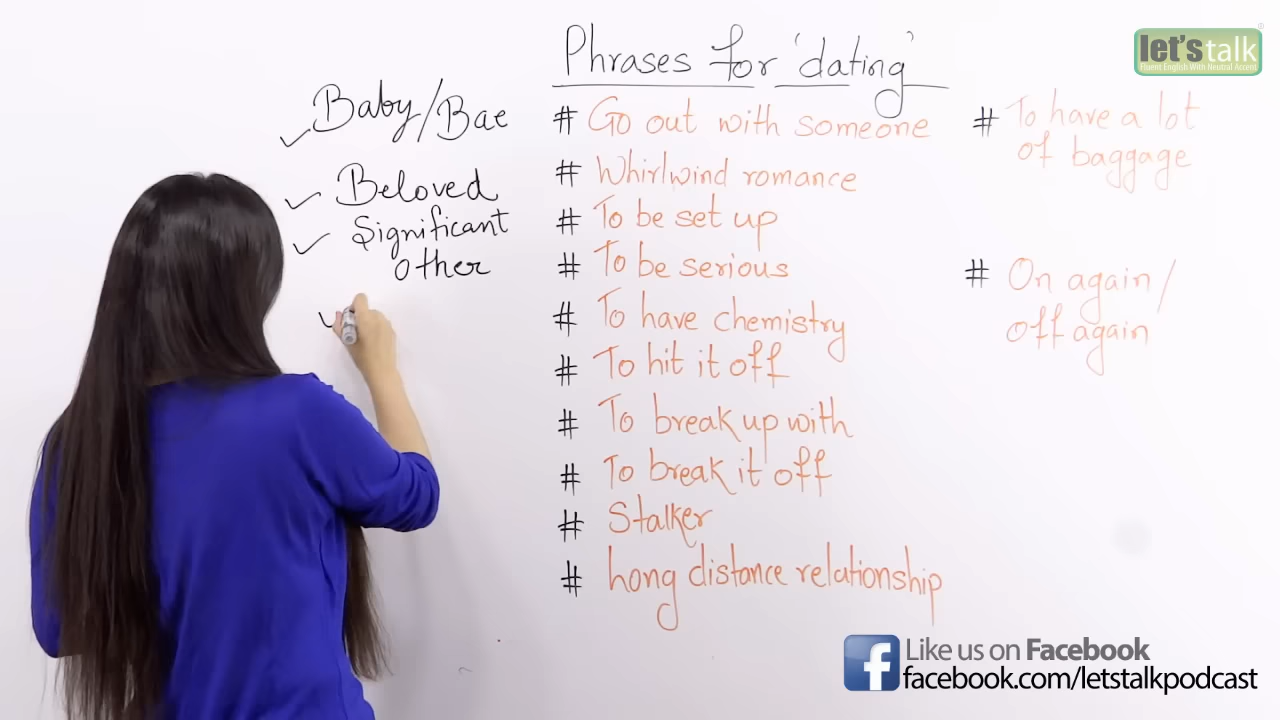 Phrases for 'dating'
Baby/Bae
Beloved
Significant
Other
# Go out with someone
# Whirlwind romance
# To be set up
# To be serious
# To have chemistry
# To hit it off
# To break up with
# To break it off
# Stalker
# Long distance relationship
# To have a lot
of baggage
# On again/
off again
let's talk
Fluent English With Neutral Accent
Like us on Facebook
facebook.com/letstalkpodcast